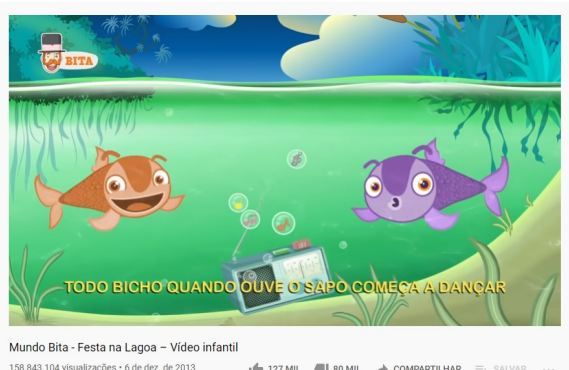 BITA
TODO BICHO QUANDO OUVE O SAPO COMEÇA A DANÇAR
Mundo Bita - Festa na Lagoa – Vídeo infantil
158.843.104 visualizações • 6 de dez. de 2013 127 MIL 80 MIL COMPARTILHAR SALVAR